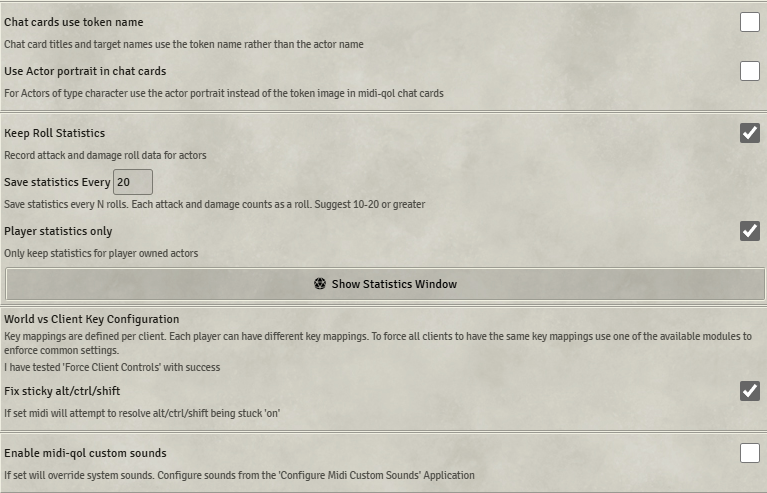 Chat cards use token name
Chat card titles and target names use the token name rather than the actor name
Use Actor portrait in chat cards
For Actors of type character use the actor portrait instead of the token image in midi-qol chat cards
Keep Roll Statistics
Record attack and damage roll data for actors
Save statistics Every 20
Save statistics every N rolls. Each attack and damage counts as a roll. Suggest 10-20 or greater
Player statistics only
Only keep statistics for player owned actors
Show Statistics Window
World vs Client Key Configuration
Key mappings are defined per client. Each player can have different key mappings. To force all clients to have the same key mappings use one of the available modules to
enforce common settings.
I have tested 'Force Client Controls' with success
Fix sticky alt/ctrl/shift
If set midi will attempt to resolve alt/ctrl/shift being stuck 'on'
Enable midi-qol custom sounds
If set will override system sounds. Configure sounds from the 'Configure Midi Custom Sounds' Application